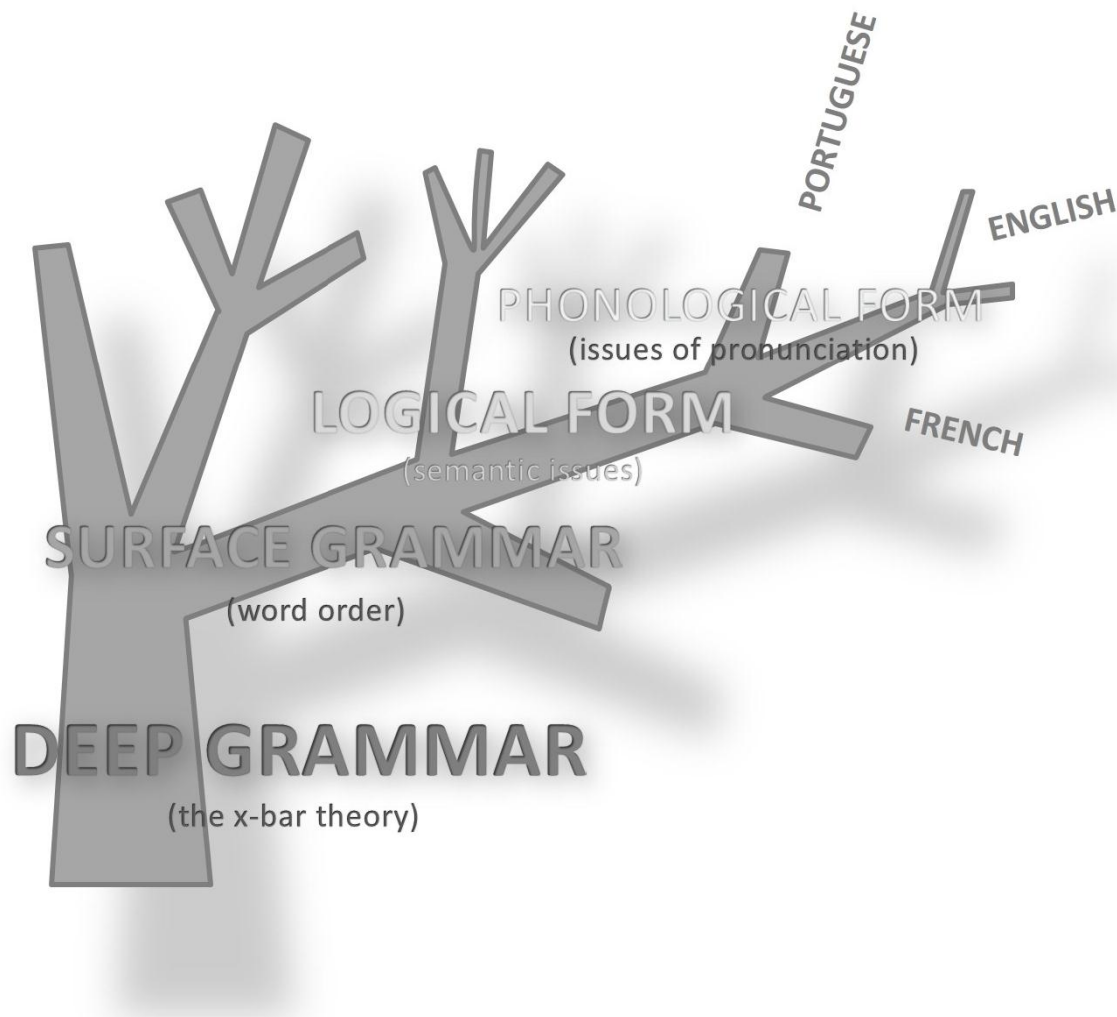 PORTUGUESE
ENGLISH
PHONOLOGICAL FORM
(issues of pronunciation)
LOGICAL FORM
FRENCH
(semantic issues)
SURFACE GRAMMAR
(word order)
DEEP GRAMMAR
(the x-bar theory)